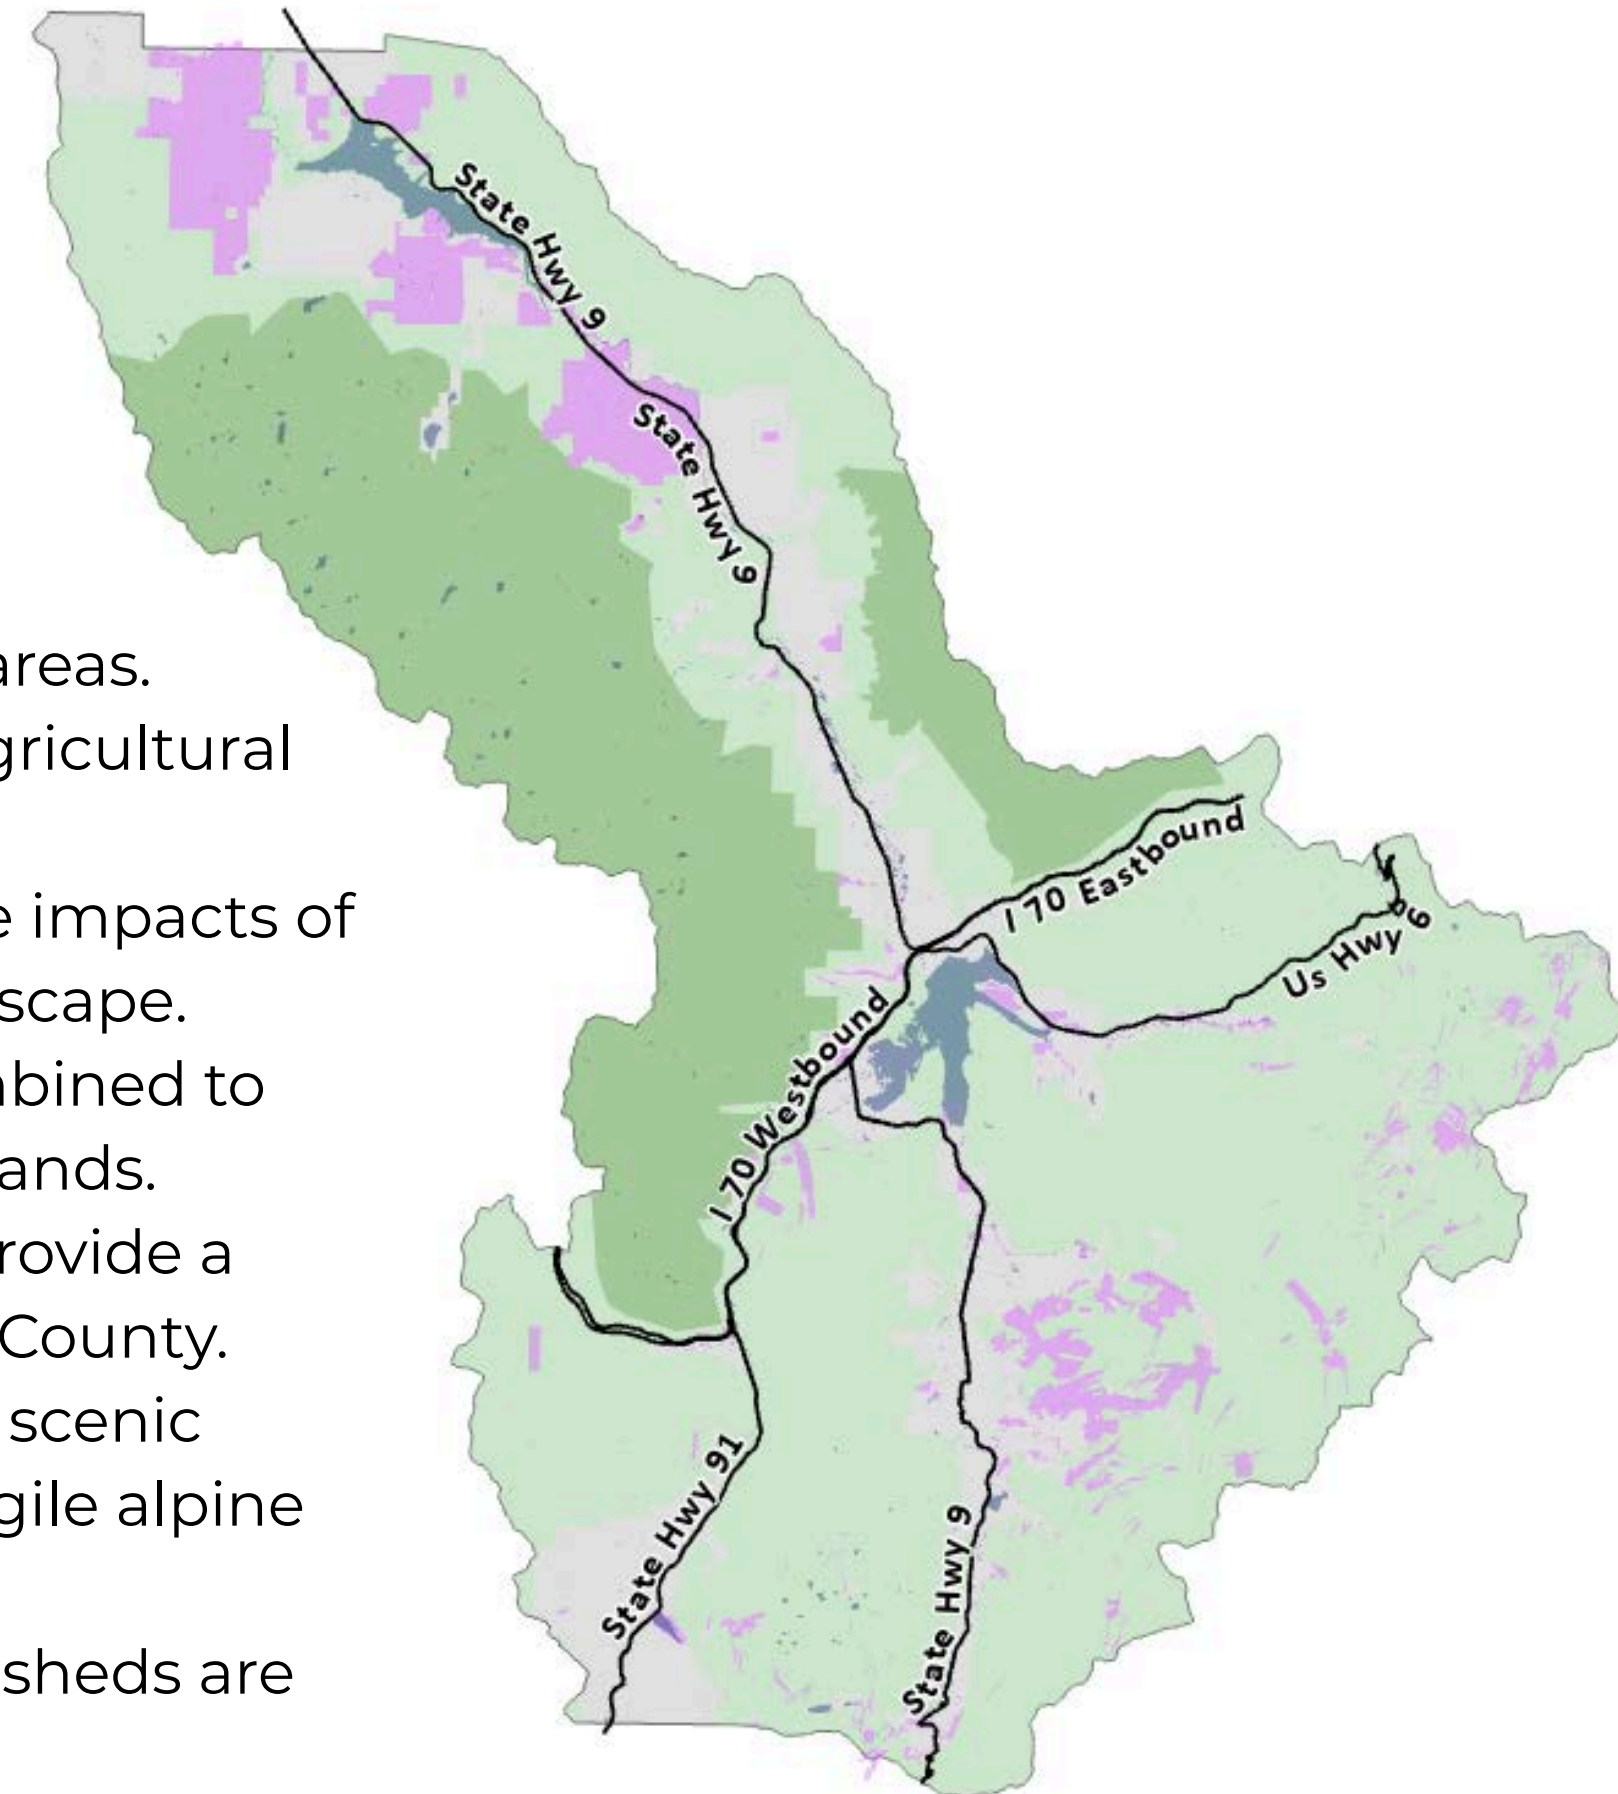 areas.
gricultural
e impacts of
scape.
nbined to
ands.
rovide a
County.
scenic
gile alpine
sheds are
State Hwy 9
State Hwy 9
I 70 Eastbound
Us Hwy 6
I 70 Westbound
State Hwy 91
State Hwy 9